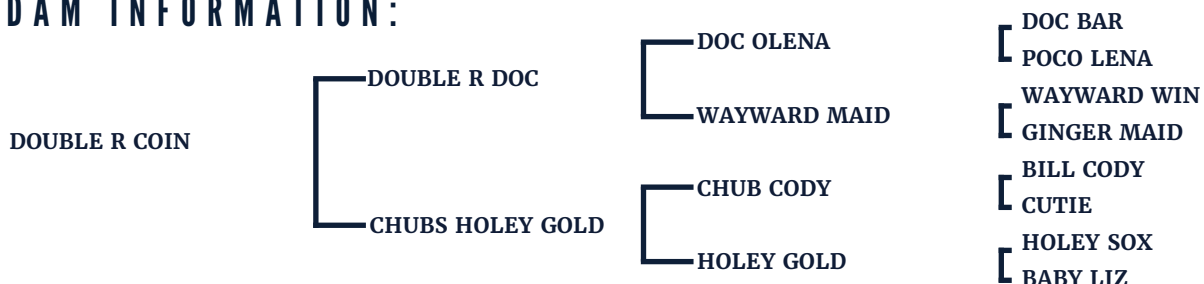 DAM INFORMATION:
DOC BAR
DOC OLENA
POCO LENA
DOUBLE R DOC
WAYWARD WIN
WAYWARD MAID
GINGER MAID
DOUBLE R COIN
BILL CODY
CHUB CODY
CUTIE
CHUBS HOLEY GOLD
HOLEY SOX
HOLEY GOLD
BABY LIZ